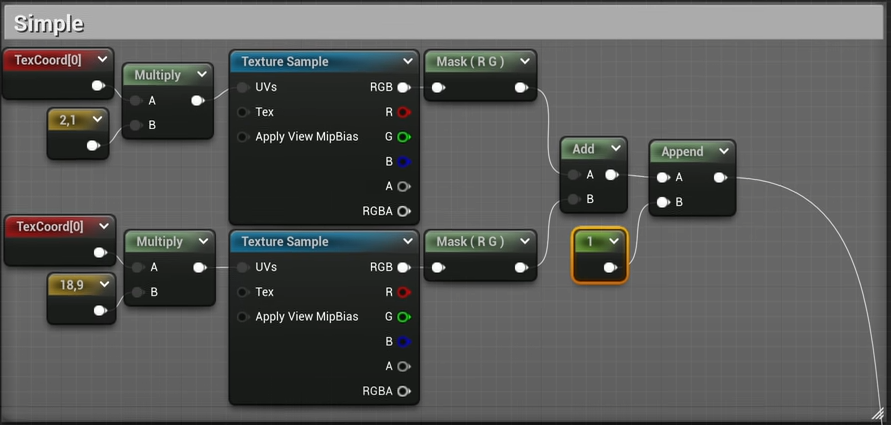 Simple
TexCoord[0]
Multiply
A
B
2,1
Texture Sample
UVs
Tex
Apply View MipBias
RGB
R
G
B
A
RGBA
Mask ( R G )
TexCoord[0]
Multiply
A
B
18,9
Texture Sample
UVs
Tex
Apply View MipBias
RGB
R
G
B
A
RGBA
Mask ( R G )
Add
A
B
1
Append
A
B